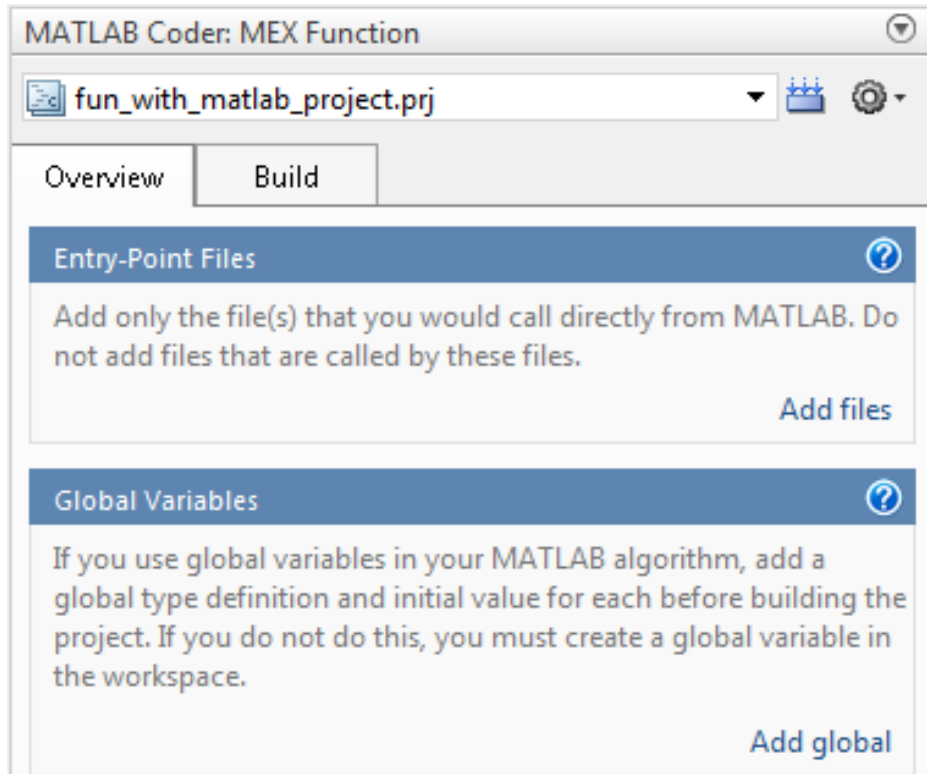 MATLAB Coder: MEX Function
fun_with_matlab_project.prj
Overview
Build
Entry-Point Files
Add only the file(s) that you would call directly from MATLAB. Do
not add files that are called by these files.
Add files
Global Variables
If you use global variables in your MATLAB algorithm, add a
global type definition and initial value for each before building the
project. If you do not do this, you must create a global variable in
the workspace.
Add global